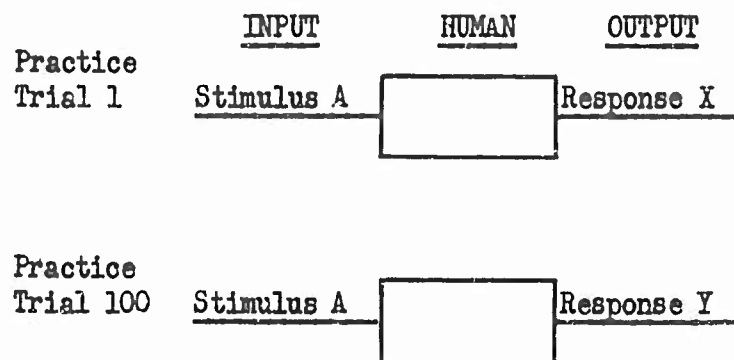 INPUT HUMAN OUTPUT
Practice
Trial 1 Stimulus A Response X
Practice
Trial 100 Stimulus A Response Y